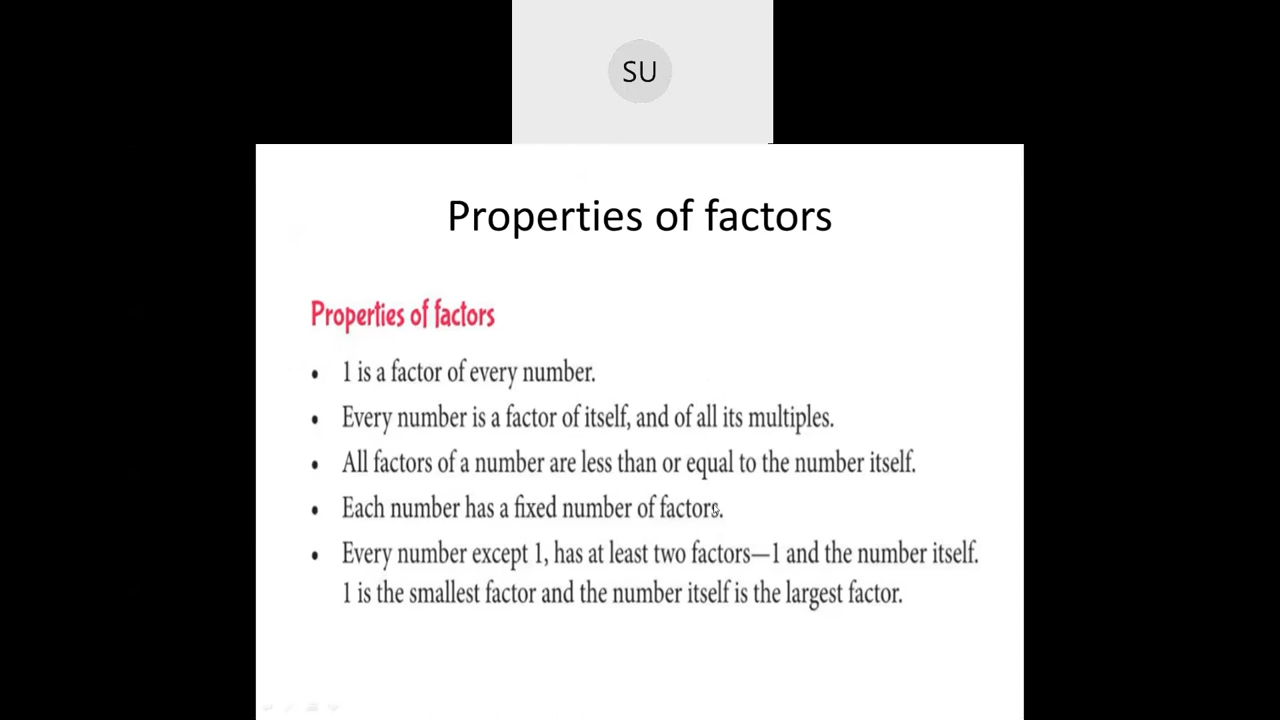 SU
Properties of factors
Properties of factors
• 1 is a factor of every number.
• Every number is a factor of itself, and of all its multiples.
• All factors of a number are less than or equal to the number itself.
• Each number has a fixed number of factors.
• Every number except 1, has at least two factors—1 and the number itself.
1 is the smallest factor and the number itself is the largest factor.